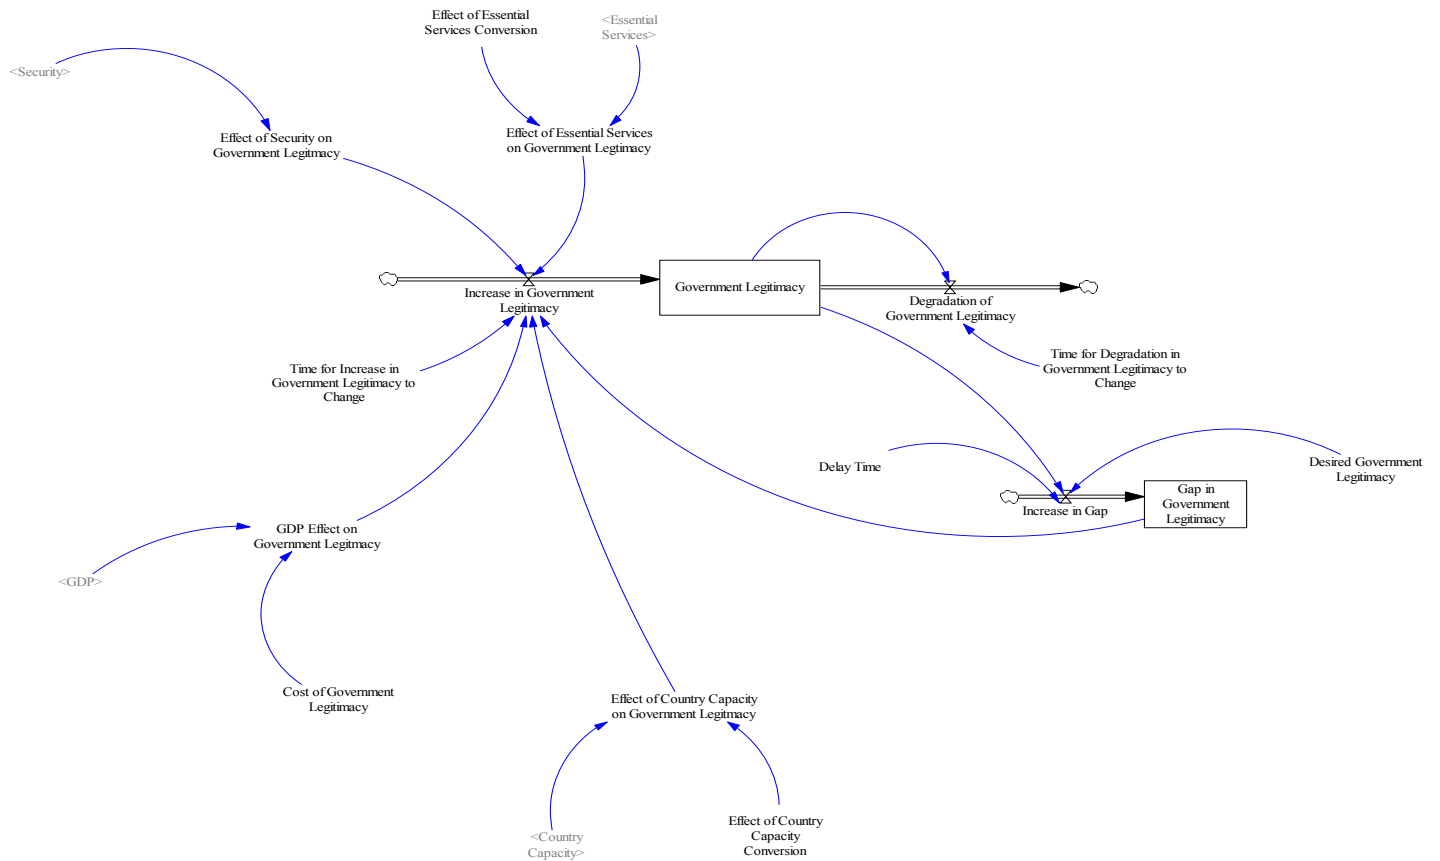 Effect of Essential
Services Conversion
<Essential
Services>
<Security>
Effect of Security on
Government Legitmacy
Effect of Essential Services
on Government Legtimacy
Increase in Government
Legitimacy
Government Legitimacy
Degradation of
Government Legitimacy
Time for Increase in
Government Legitimacy to
Change
Time for Degradation in
Government Legitimacy to
Change
Delay Time
Desired Government
Legitimacy
Increase in Gap
Gap in
Government
Legitimacy
GDP Effect on
Government Legitmacy
<GDP>
Cost of Government
Legitimacy
Effect of Country Capacity
on Government Legitmacy
<Country
Capacity>
Effect of Country
Capacity
Conversion